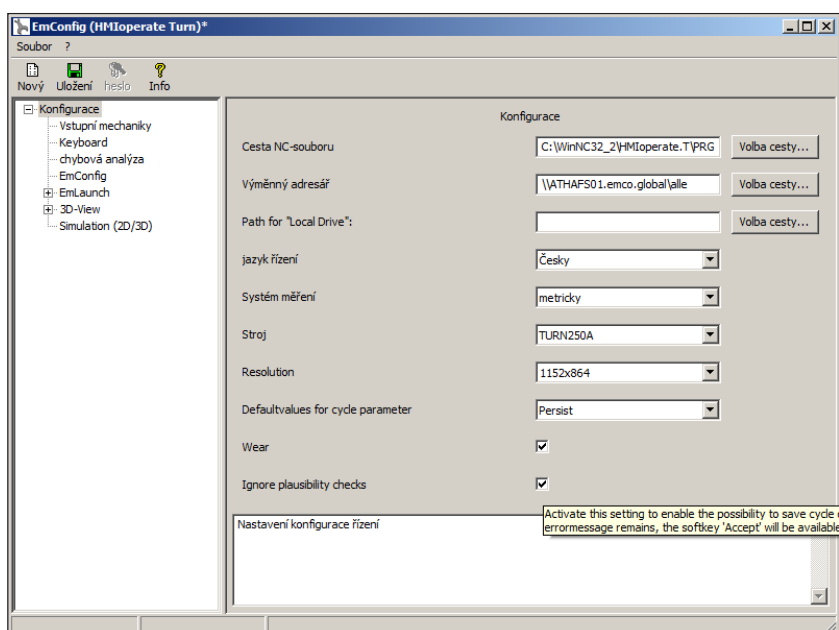 EmConfig (HMIoperate Turn)*
Soubor ?
Nový Uložení heslo Info
Konfigurace
Vstupní mechaniky
Keyboard
chybová analýza
EmConfig
EmLaunch
3D-View
Simulation (2D/3D)
Konfigurace
Cesta NC-souboru C:\WinNC32_2\HMIoperate.T\PRG Volba cesty...
Výměnný adresář \\ATHAFS01.emco.global\alle Volba cesty...
Path for "Local Drive": Volba cesty...
jazyk řízení Česky
Systém měření metricky
Stroj TURN250A
Resolution 1152x864
Defaultvalues for cycle parameter Persist
Wear
Ignore plausibility checks
Activate this setting to enable the possibility to save cycle
errormessage remains, the softkey 'Accept' will be available
Nastavení konfigurace řízení